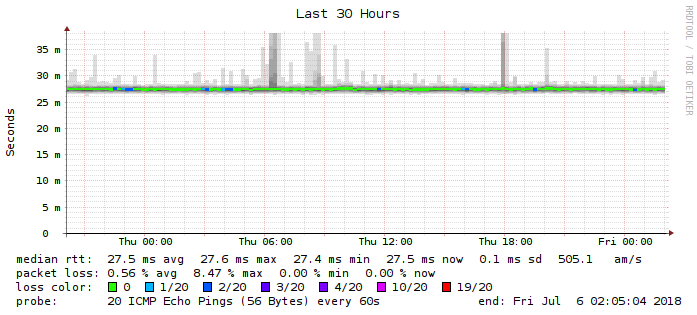 Last 30 Hours
RRDTOOL / TOBI OETIKER
Seconds
35 m
30 m
25 m
20 m
15 m
10 m
5 m
0
Thu 00:00 Thu 06:00 Thu 12:00 Thu 18:00 Fri 00:00
median rtt: 27.5 ms avg 27.6 ms max 27.4 ms min 27.5 ms now 0.1 ms sd 505.1 am/s
packet loss: 0.56 % avg 8.47 % max 0.00 % min 0.00 % now
loss color: 0 1/20 2/20 3/20 4/20 10/20 19/20
probe: 20 ICMP Echo Pings (56 Bytes) every 60s end: Fri Jul 6 02:05:04 2018